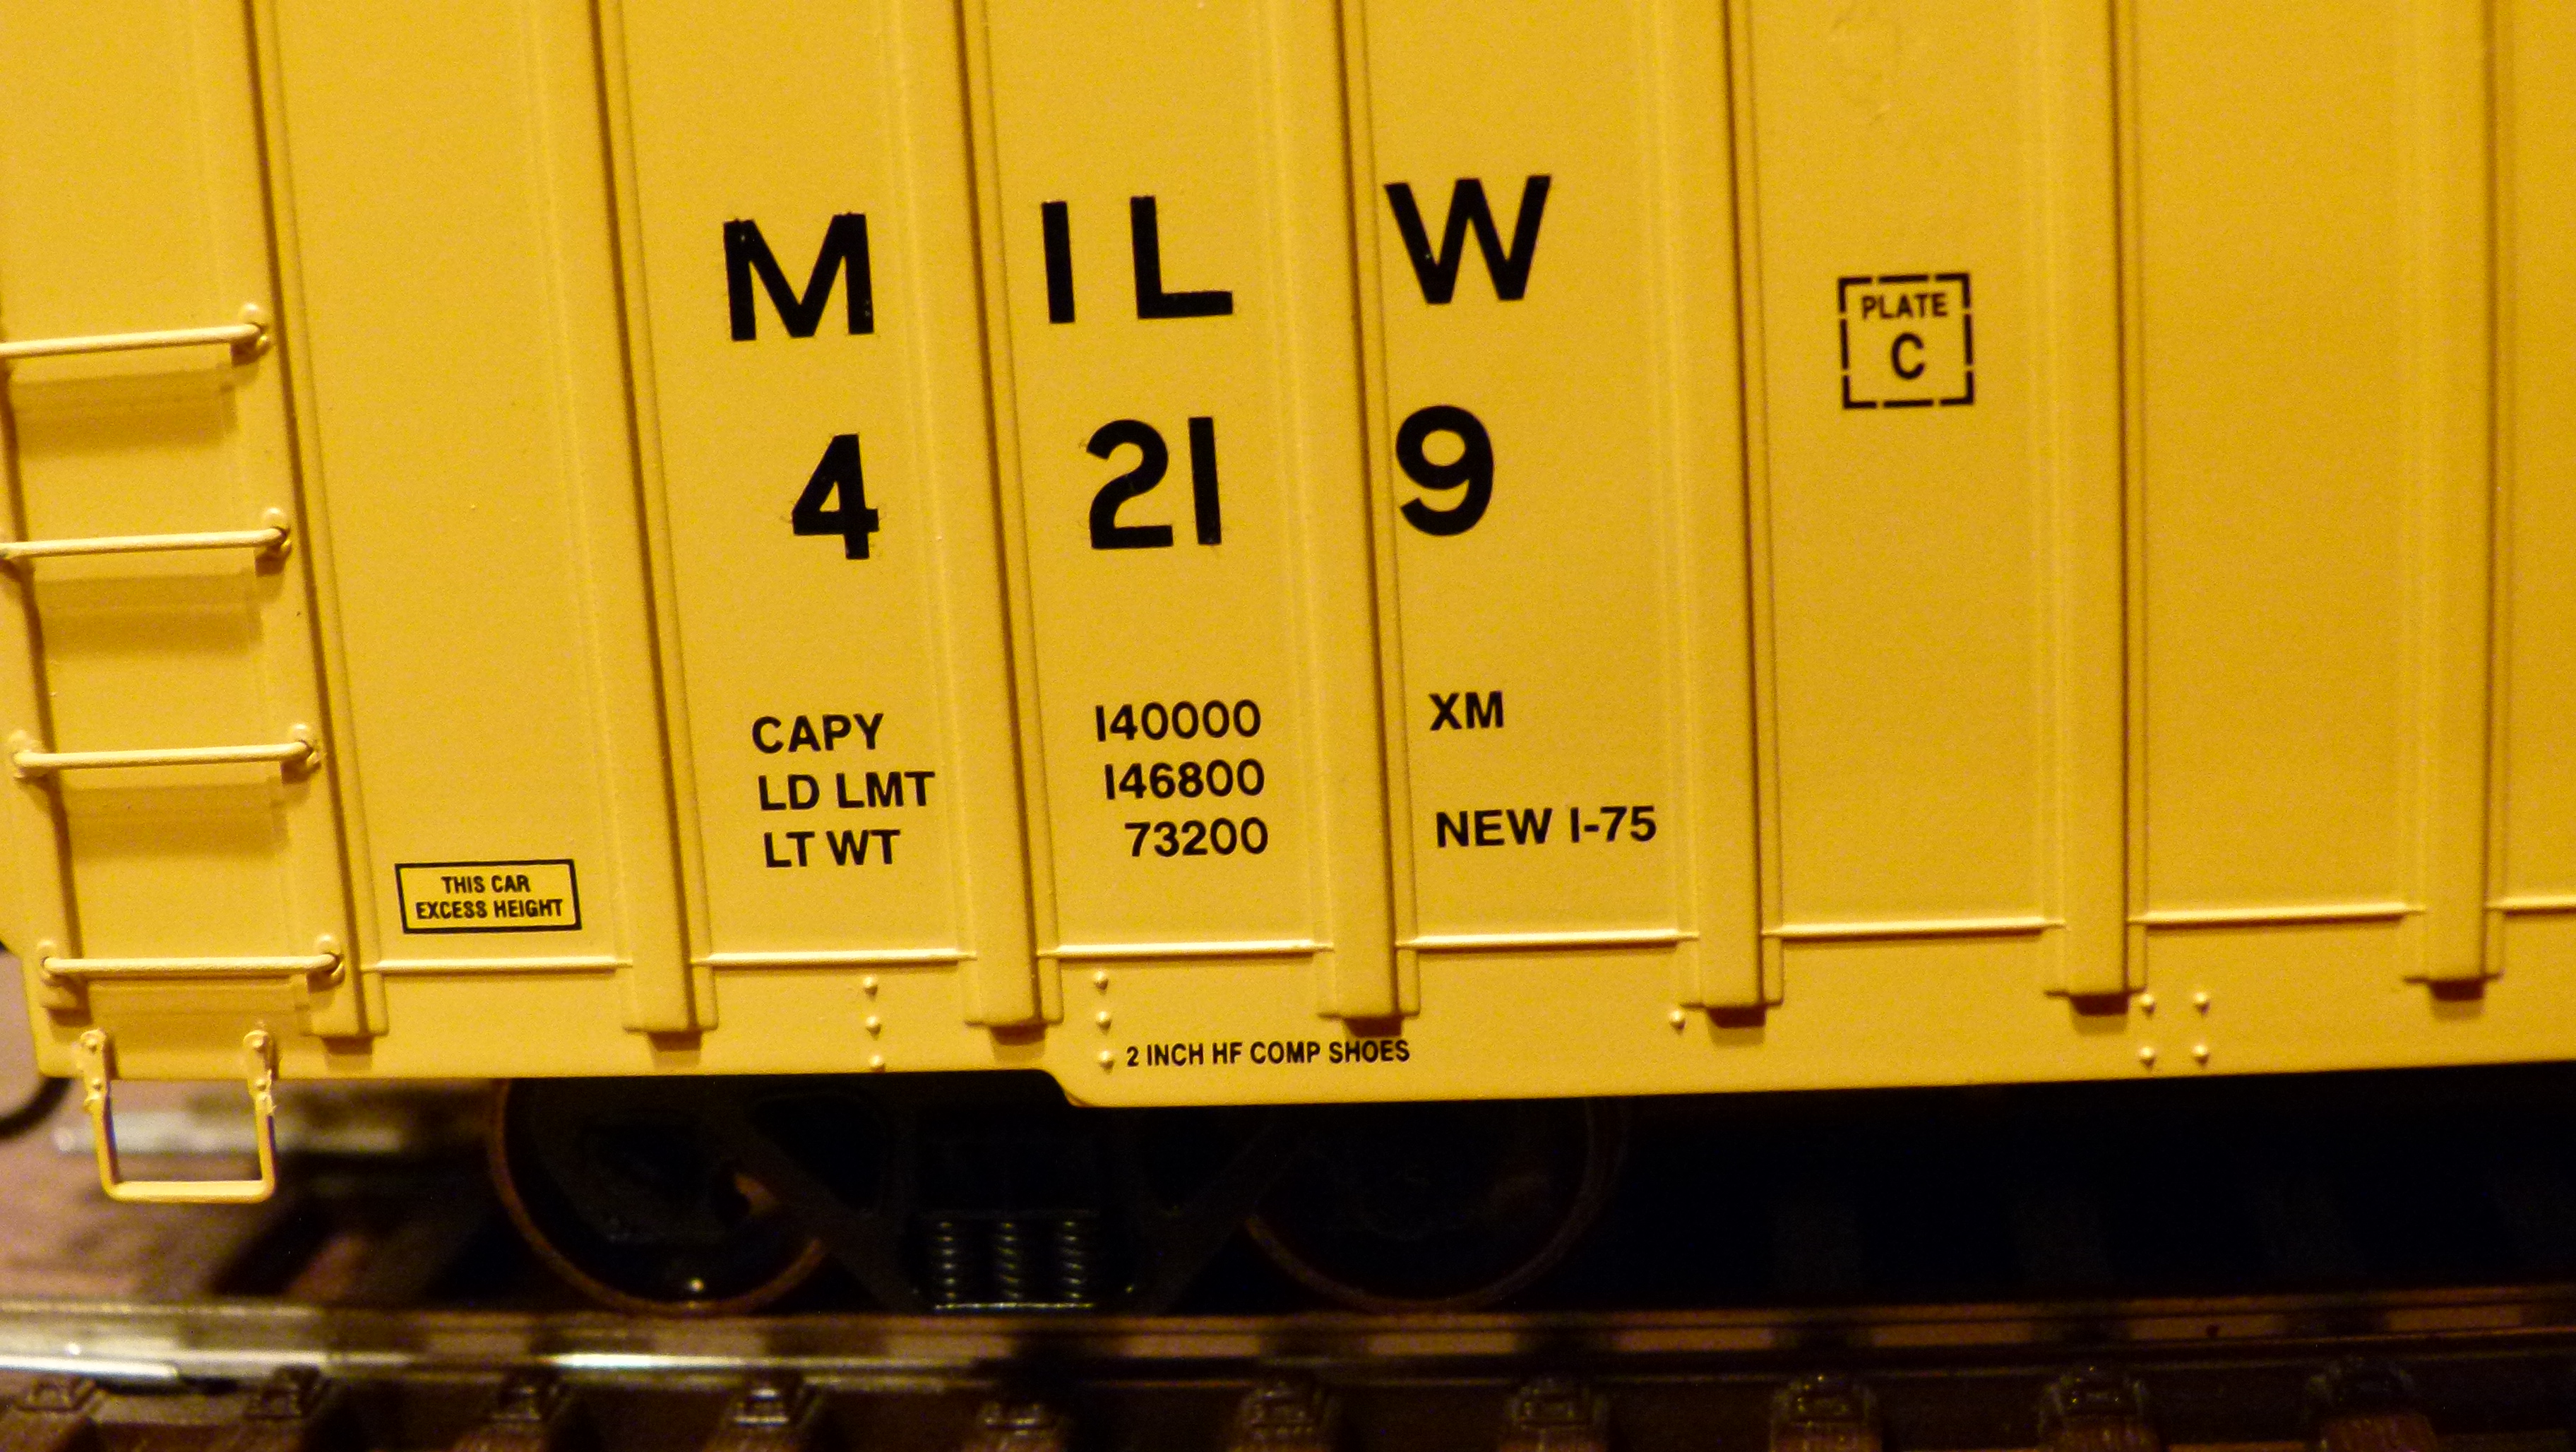 MILW
4219
PLATE
C
CAPY 140000 XM
LD LMT 146800
LT WT 73200 NEW 1-75
THIS CAR
EXCESS HEIGHT
2 INCH HF COMP SHOES